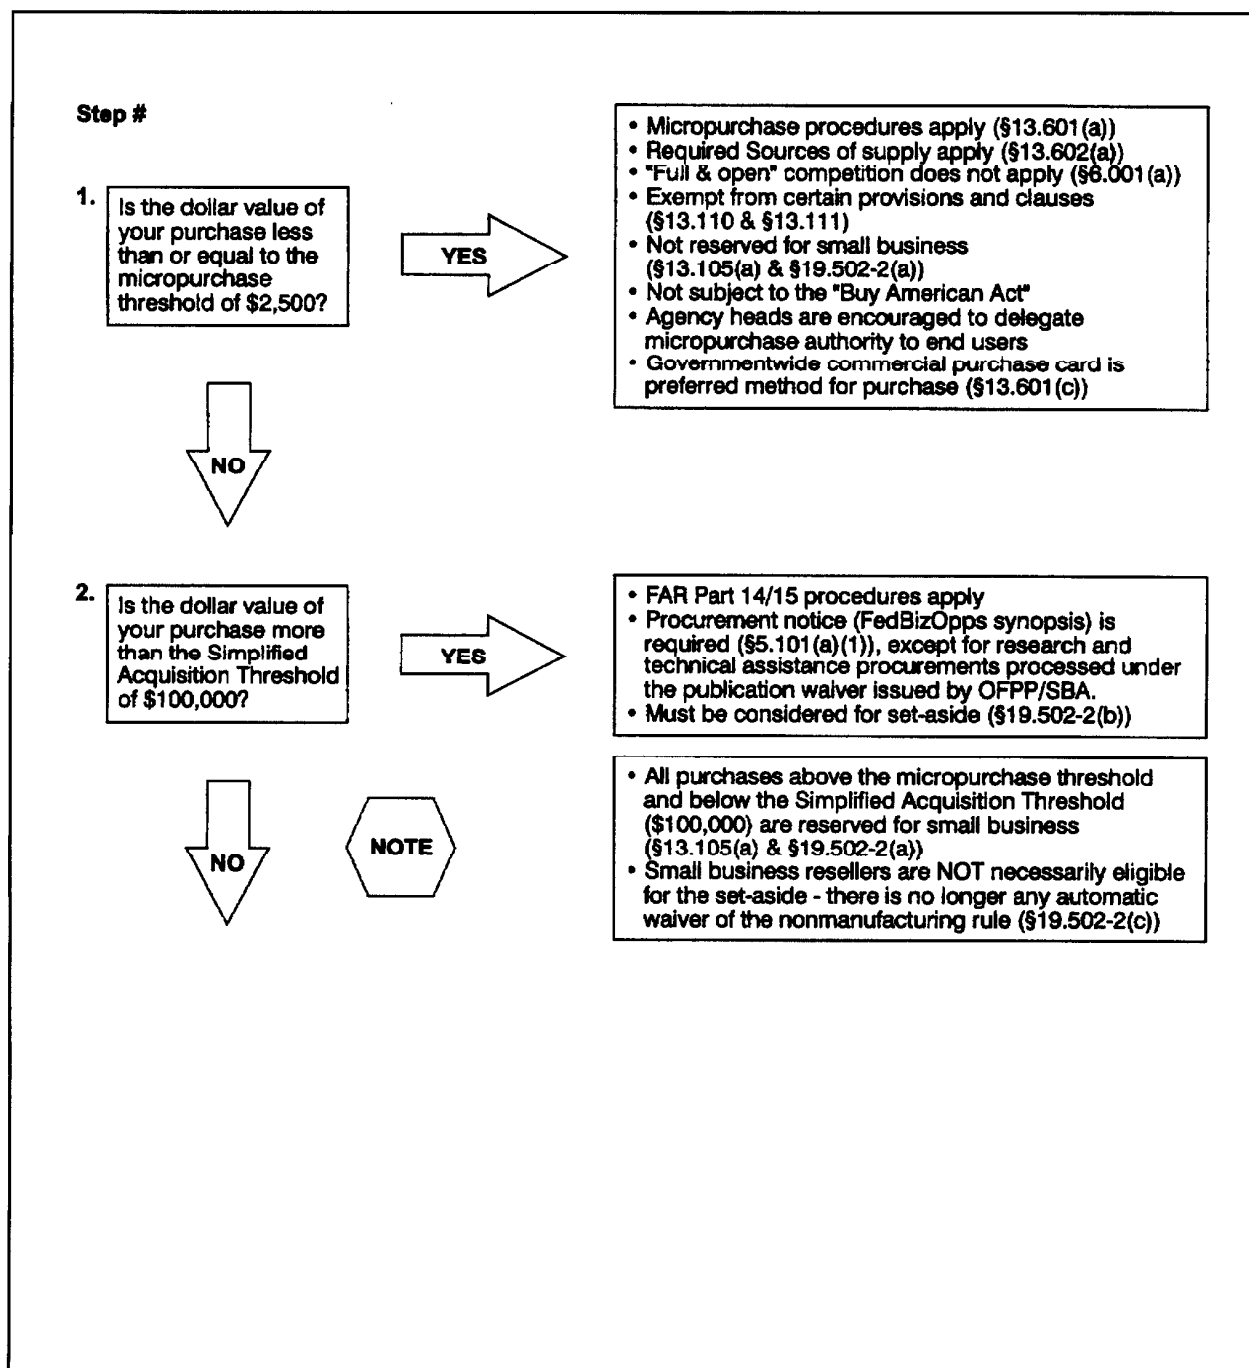 Step #
1.
Is the dollar value of
your purchase less
than or equal to the
micropurchase
threshold of $2,500?
YES
• Micropurchase procedures apply (§13.601(a))
• Required Sources of supply apply (§13.602(a))
• "Full & open" competition does not apply (§6.001(a))
• Exempt from certain provisions and clauses
(§13.110 & §13.111)
• Not reserved for small business
(§13.105(a) & §19.502-2(a))
• Not subject to the "Buy American Act"
• Agency heads are encouraged to delegate
micropurchase authority to end users
• Governmentwide commercial purchase card is
preferred method for purchase (§13.601(c))
NO
2.
Is the dollar value of
your purchase more
than the Simplified
Acquisition Threshold
of $100,000?
YES
• FAR Part 14/15 procedures apply
• Procurement notice (FedBizOpps synopsis) is
required (§5.101(a)(1)), except for research and
technical assistance procurements processed under
the publication waiver issued by OFPP/SBA.
• Must be considered for set-aside (§19.502-2(b))
NO
NOTE
• All purchases above the micropurchase threshold
and below the Simplified Acquisition Threshold
($100,000) are reserved for small business
(§13.105(a) & §19.502-2(a))
• Small business resellers are NOT necessarily eligible
for the set-aside - there is no longer any automatic
waiver of the nonmanufacturing rule (§19.502-2(c))